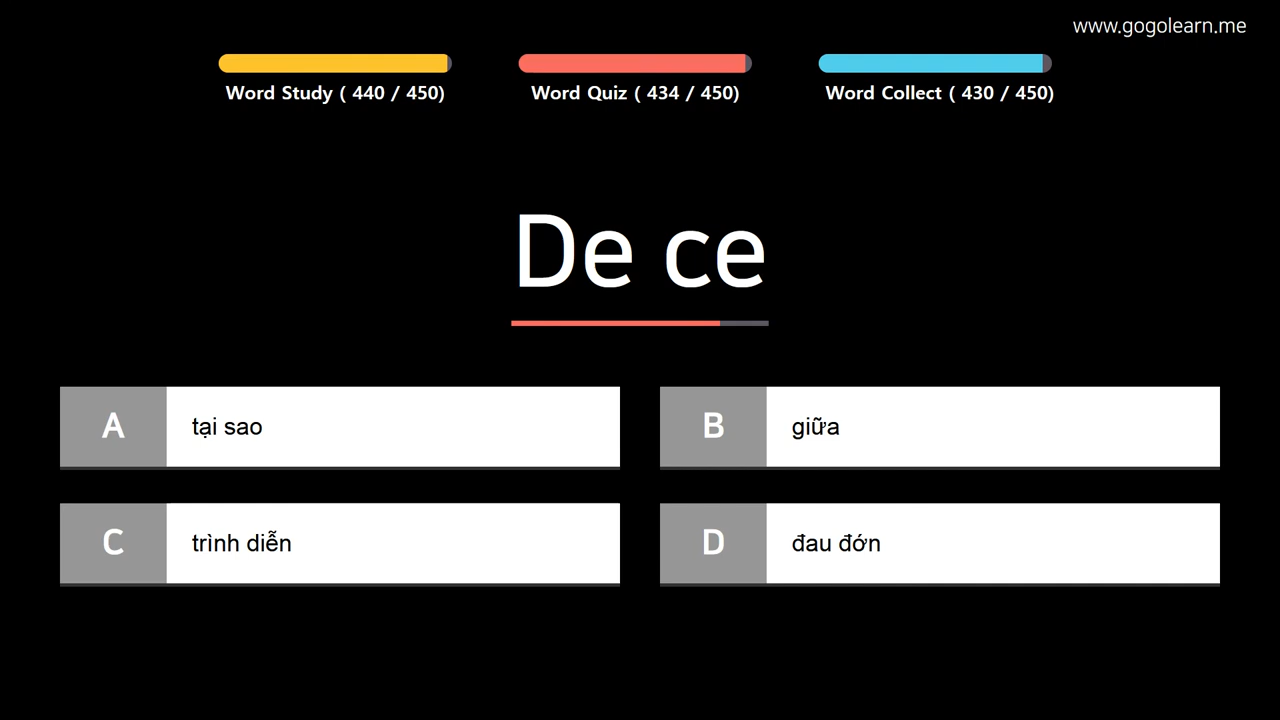 www.gogolearn.me
Word Study ( 440 / 450)
Word Quiz ( 434 / 450)
Word Collect ( 430 / 450)
De ce
A
tại sao
B
giữa
C
trình diễn
D
đau đớn